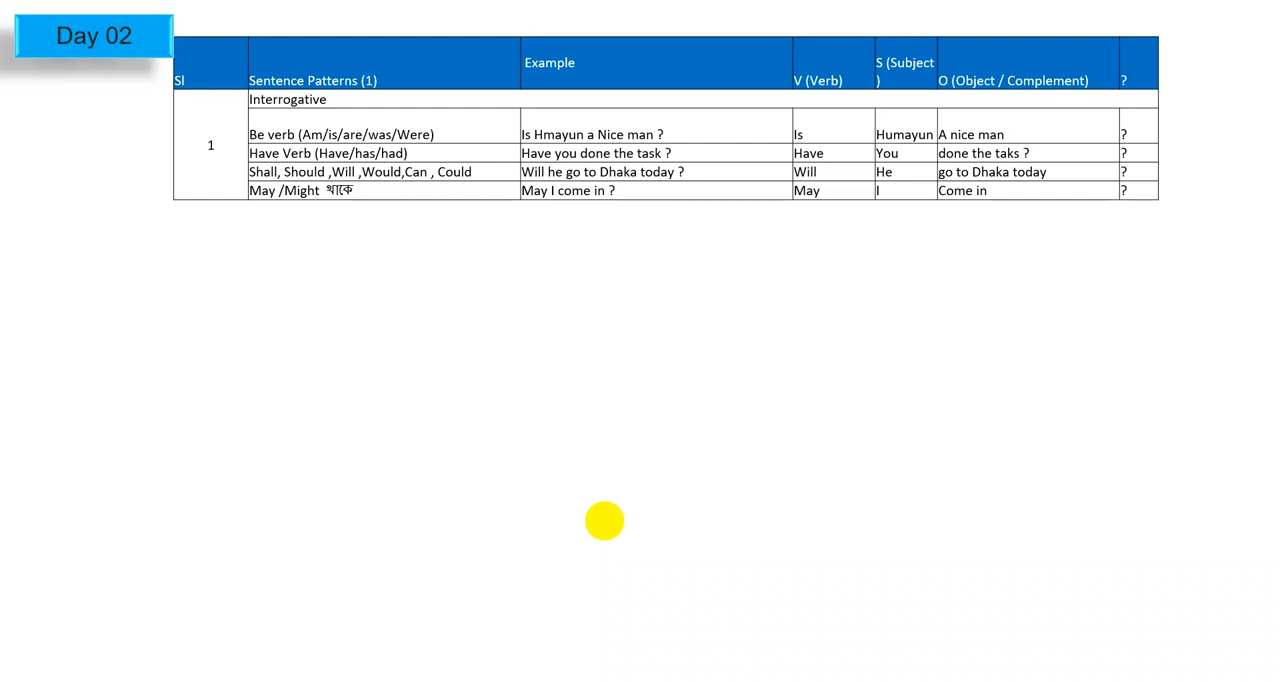 Day 02
Sl Sentence Patterns (1) Example V (Verb) S (Subject ) O (Object / Complement) ?
Interrogative
1
Be verb (Am/is/are/was/Were) Is Hmayun a Nice man ? Is Humayun A nice man ?
Have Verb (Have/has/had) Have you done the task ? Have You done the taks ? ?
Shall, Should ,Will ,Would,Can , Could Will he go to Dhaka today ? Will He go to Dhaka today ?
May /Might থাকে May I come in ? May I Come in ?